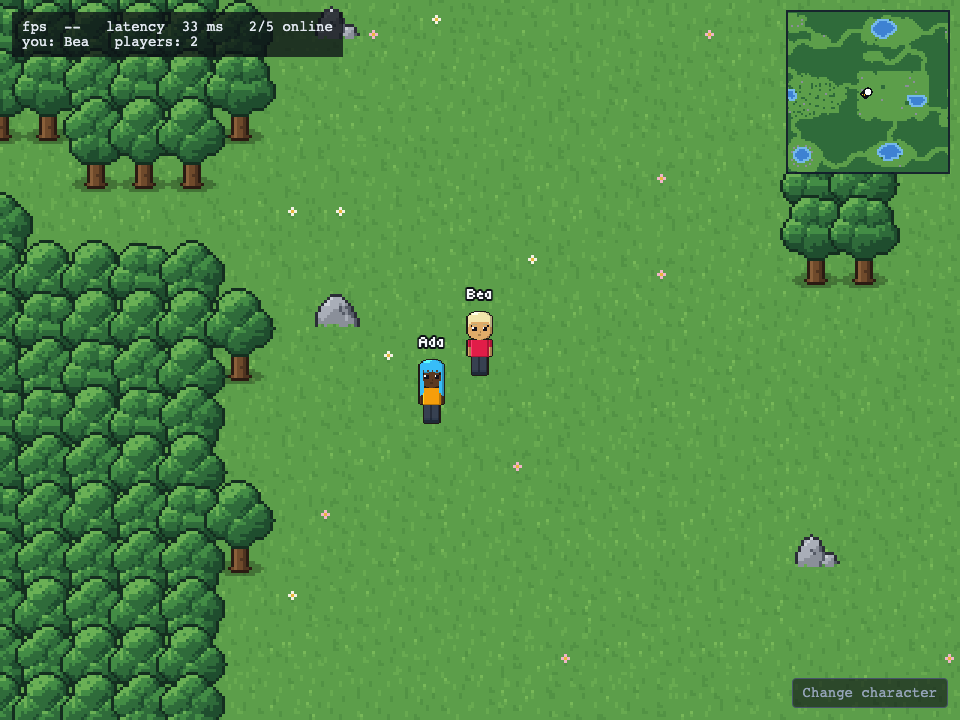 fps -- latency 33 ms 2/5 online
you: Bea players: 2
Bea
Ada
Change character